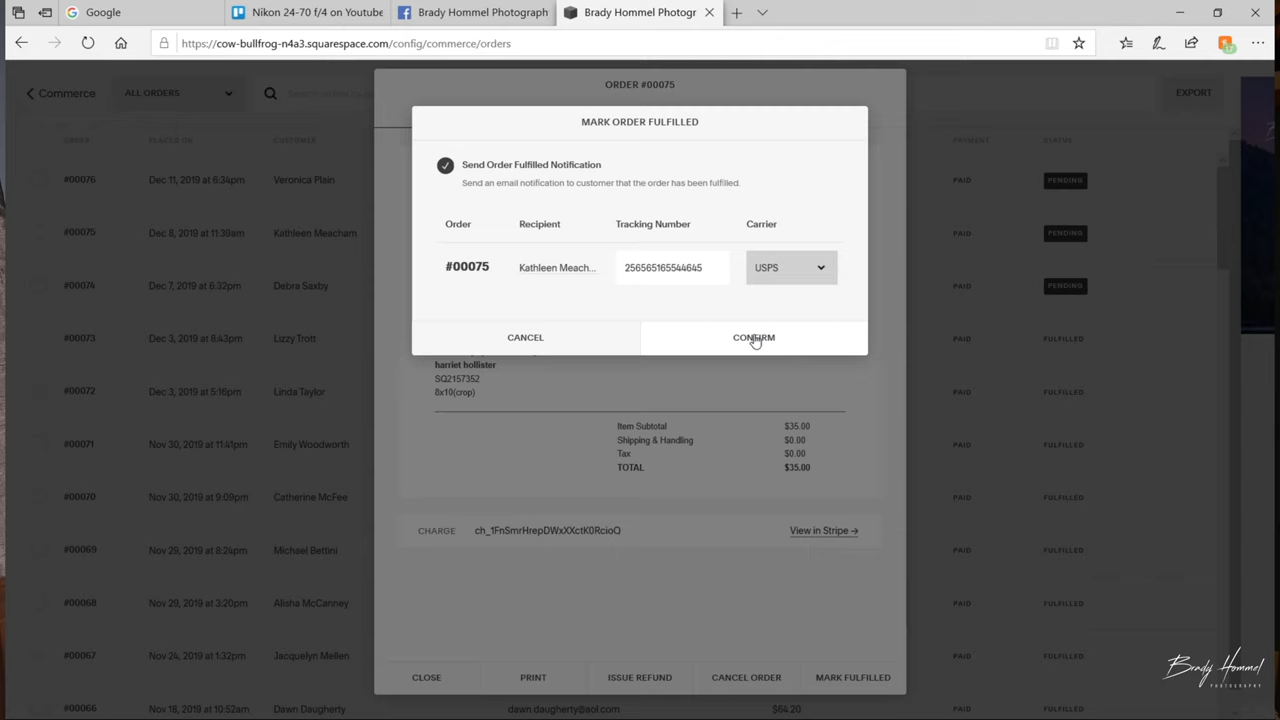 Google
Nikon 24-70 f/4 on Youtube
Brady Hommel Photograph
Brady Hommel Photogr
https://cow-bullfrog-n4a3.squarespace.com/config/commerce/orders
17
Commerce
ALL ORDERS
Search orders
EXPORT
ORDER #00075
MARK ORDER FULFILLED
Send Order Fulfilled Notification
Send an email notification to customer that the order has been fulfilled.
Order Recipient Tracking Number Carrier
#00075 Kathleen Meach... 256565165544645 USPS
CANCEL CONFIRM
ORDER PLACED ON CUSTOMER PAYMENT STATUS
#00076 Dec 11, 2019 at 6:34pm Veronica Plain PAID PENDING
#00075 Dec 8, 2019 at 11:39am Kathleen Meacham PAID PENDING
#00074 Dec 7, 2019 at 6:32pm Debra Saxby PAID PENDING
#00073 Dec 3, 2019 at 8:43pm Lizzy Trott PAID FULFILLED
#00072 Dec 3, 2019 at 5:16pm Linda Taylor PAID FULFILLED
#00071 Nov 30, 2019 at 11:41pm Emily Woodworth PAID FULFILLED
#00070 Nov 30, 2019 at 9:09pm Catherine McFee PAID FULFILLED
#00069 Nov 29, 2019 at 8:24pm Michael Bettini PAID FULFILLED
#00068 Nov 29, 2019 at 3:20pm Alisha McCanney PAID FULFILLED
#00067 Nov 24, 2019 at 1:32pm Jacquelyn Mellen PAID FULFILLED
#00066 Nov 18, 2019 at 10:52am Dawn Daugherty dawn daugherty@aol.com $64.20
harriet hollister
SQ2157352
8x10(crop)
Item Subtotal $35.00
Shipping & Handling $0.00
Tax $0.00
TOTAL $35.00
CHARGE ch_1FnSmrHrepDWxXXctK0RcioQ View in Stripe →
CLOSE PRINT ISSUE REFUND CANCEL ORDER MARK FULFILLED
Brady Hommel
PHOTOGRAPHY